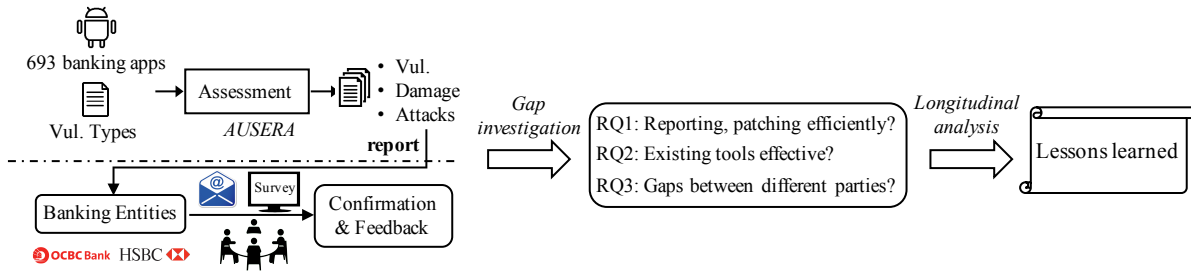 693 banking apps
Vul. Types
Assessment
AUSERA
• Vul.
• Damage
• Attacks
report
Banking Entities
OCBC Bank HSBC
@
Survey
Confirmation
& Feedback
Gap
investigation
RQ1: Reporting, patching efficiently?
RQ2: Existing tools effective?
RQ3: Gaps between different parties?
Longitudinal
analysis
Lessons learned